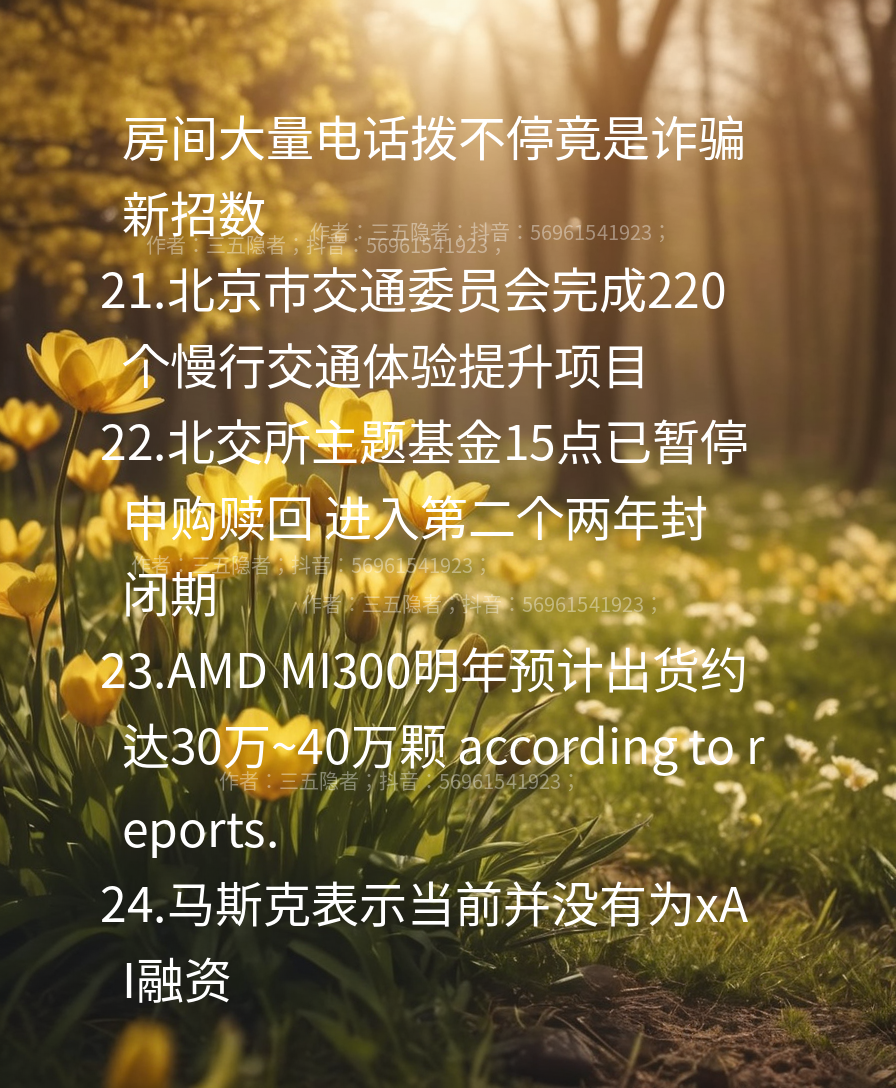 房间大量电话拨不停竟是诈骗
新招数
作者：三五隐者；抖音：56961541923；
作者：三五隐者；抖音：56961541923；
21.北京市交通委员会完成220
个慢行交通体验提升项目
22.北交所主题基金15点已暂停
申购赎回 进入第二个两年封
作者：三五隐者；抖音：56961541923；
闭期
作者：三五隐者；抖音：56961541923；
23.AMD MI300明年预计出货约
达30万~40万颗 according to r
作者：三五隐者；抖音：56961541923；
eports.
24.马斯克表示当前并没有为xA
I融资